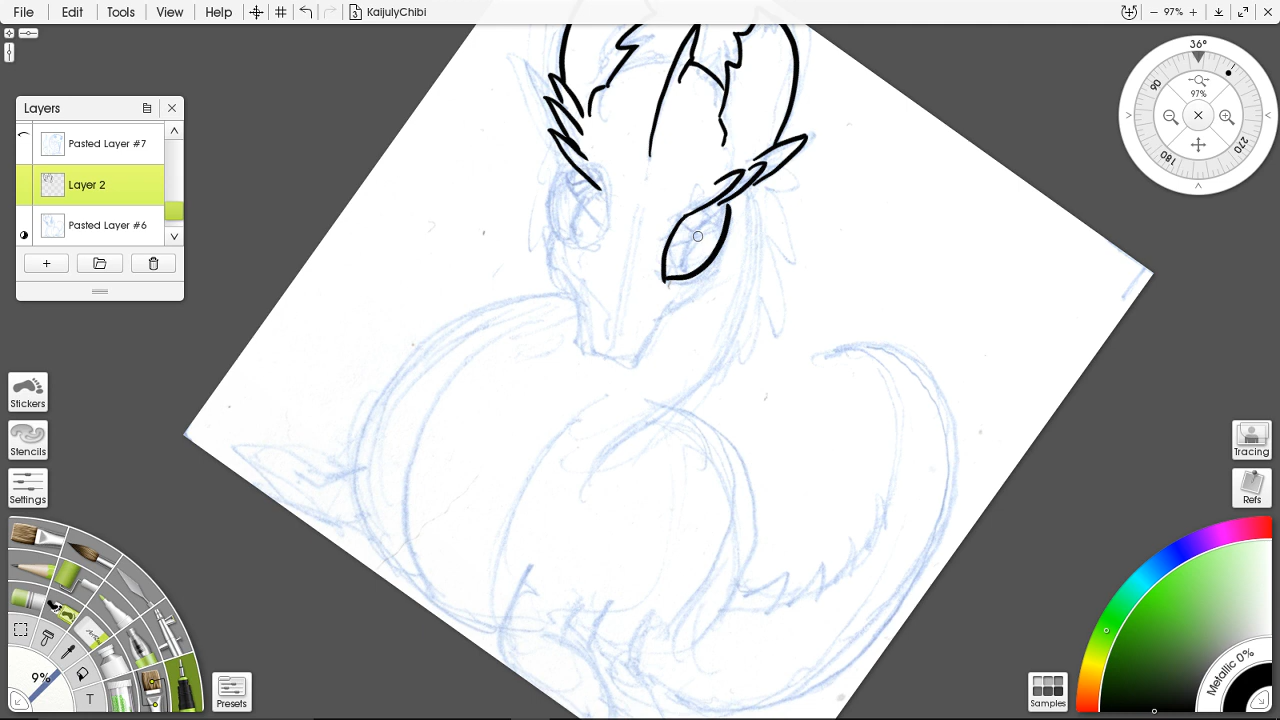 File Edit Tools View Help 3 KaijulyChibi − 97% +
36°
90
97%
180
270
Layers
Pasted Layer #7
Layer 2
Pasted Layer #6
+
Stickers
Stencils
Settings
Tracing
Refs
9%
T
Presets
Samples
Metallic 0%